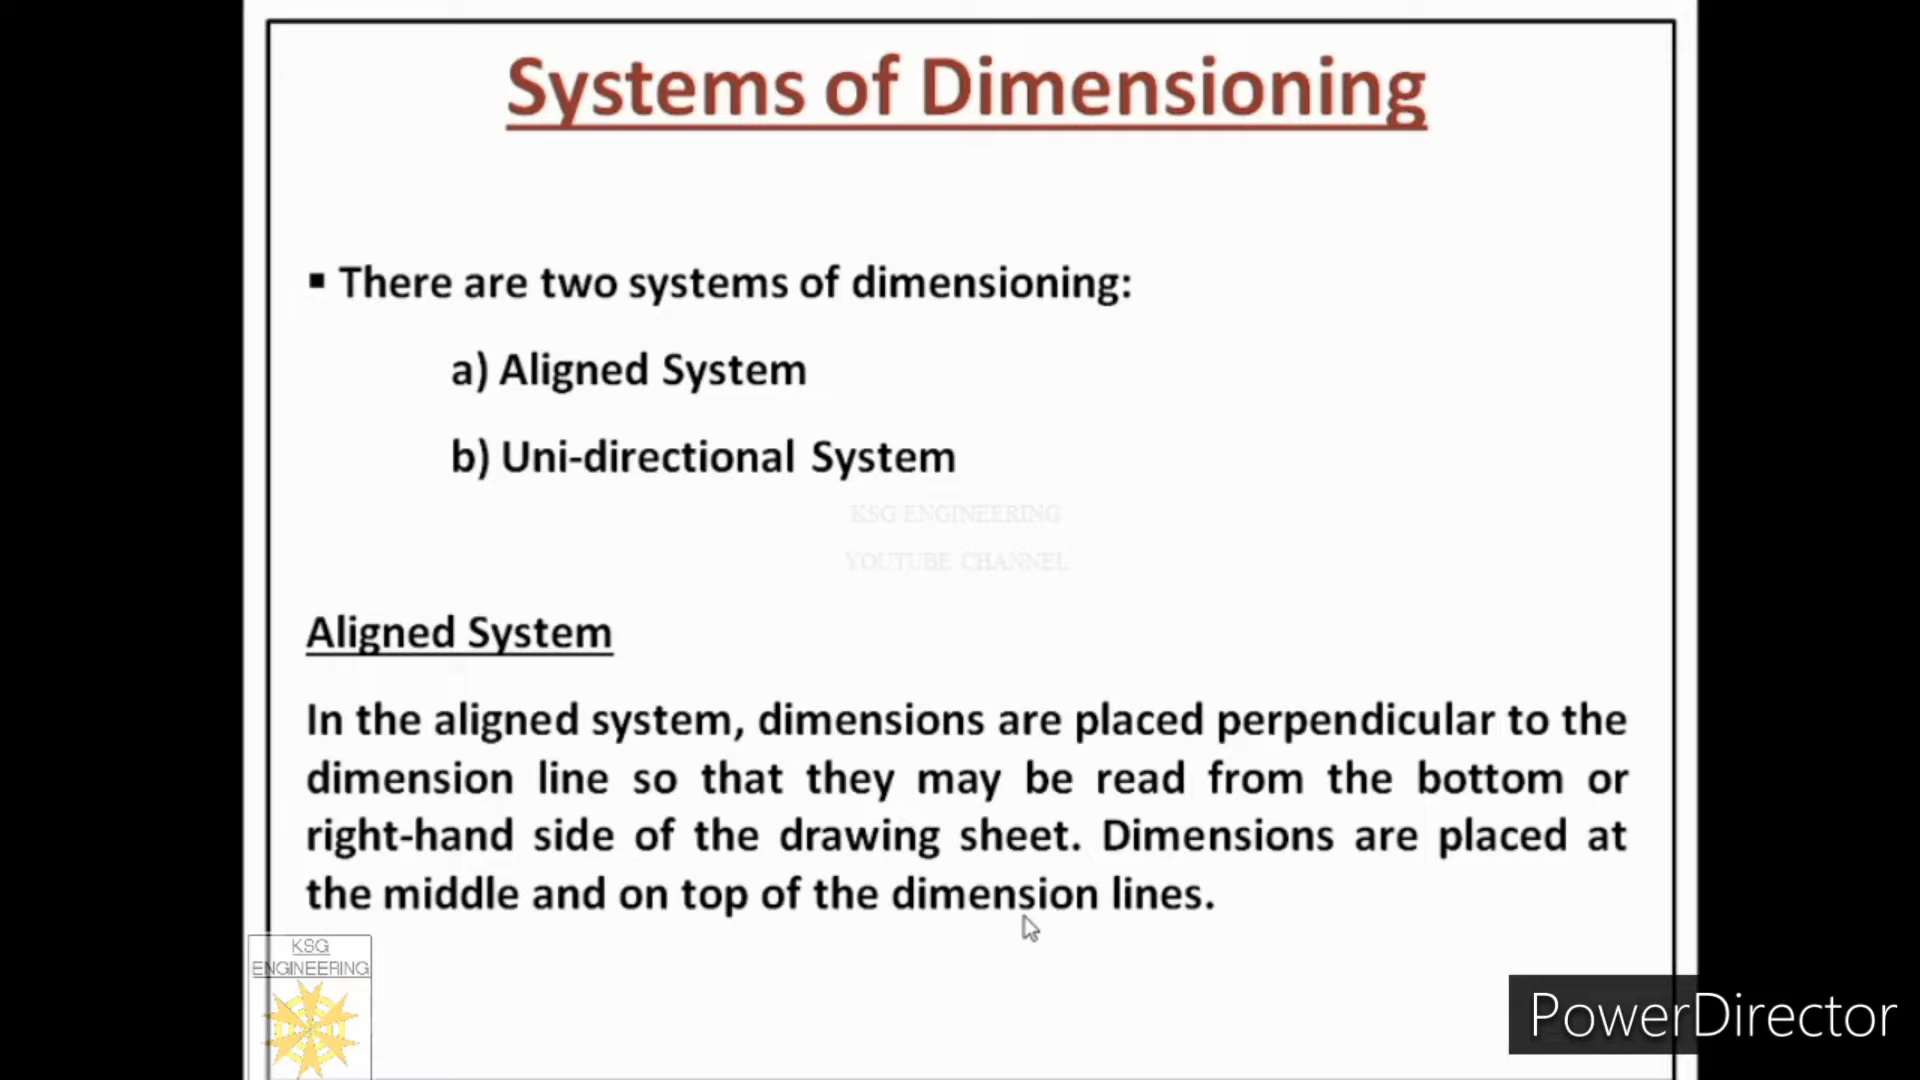 Systems of Dimensioning
▪ There are two systems of dimensioning:
a) Aligned System
b) Uni-directional System
KSG ENGINEERING
YOUTUBE CHANNEL
Aligned System
In the aligned system, dimensions are placed perpendicular to the
dimension line so that they may be read from the bottom or
right-hand side of the drawing sheet. Dimensions are placed at
the middle and on top of the dimension lines.
KSG
ENGINEERING
PowerDirector